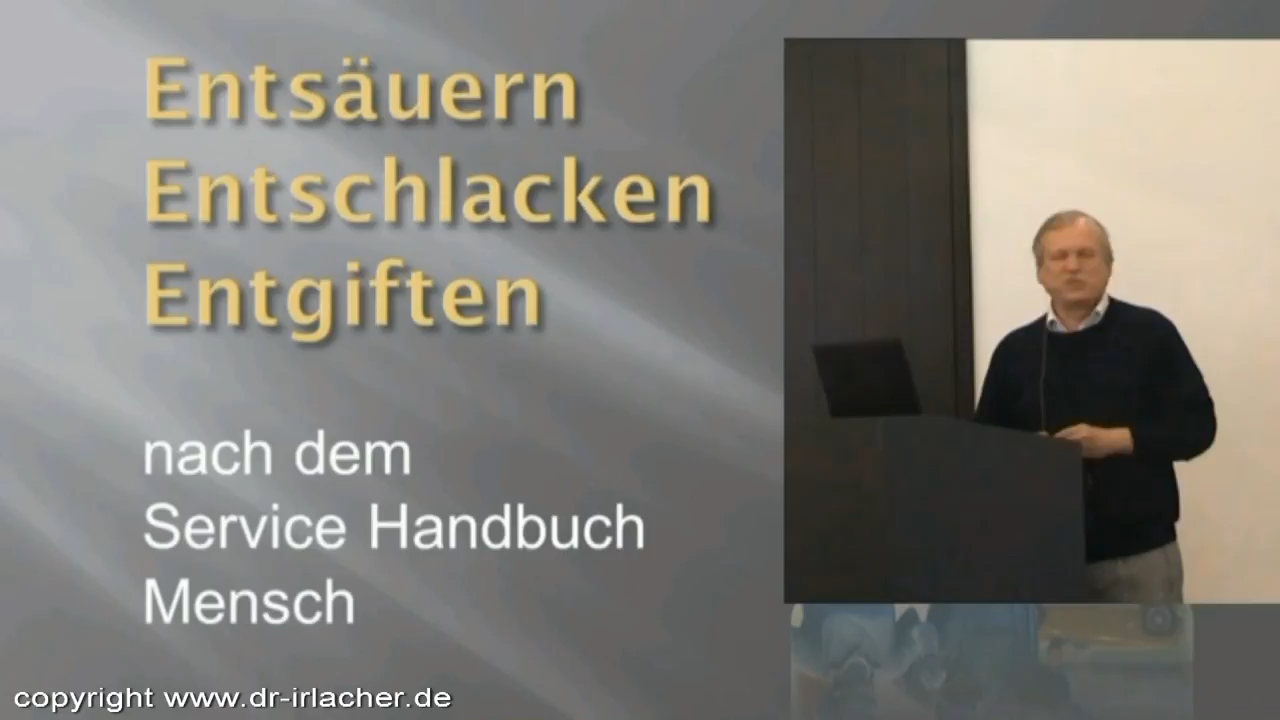 Entsäuern
Entschlacken
Entgiften
nach dem
Service Handbuch
Mensch
copyright www.dr-irlacher.de